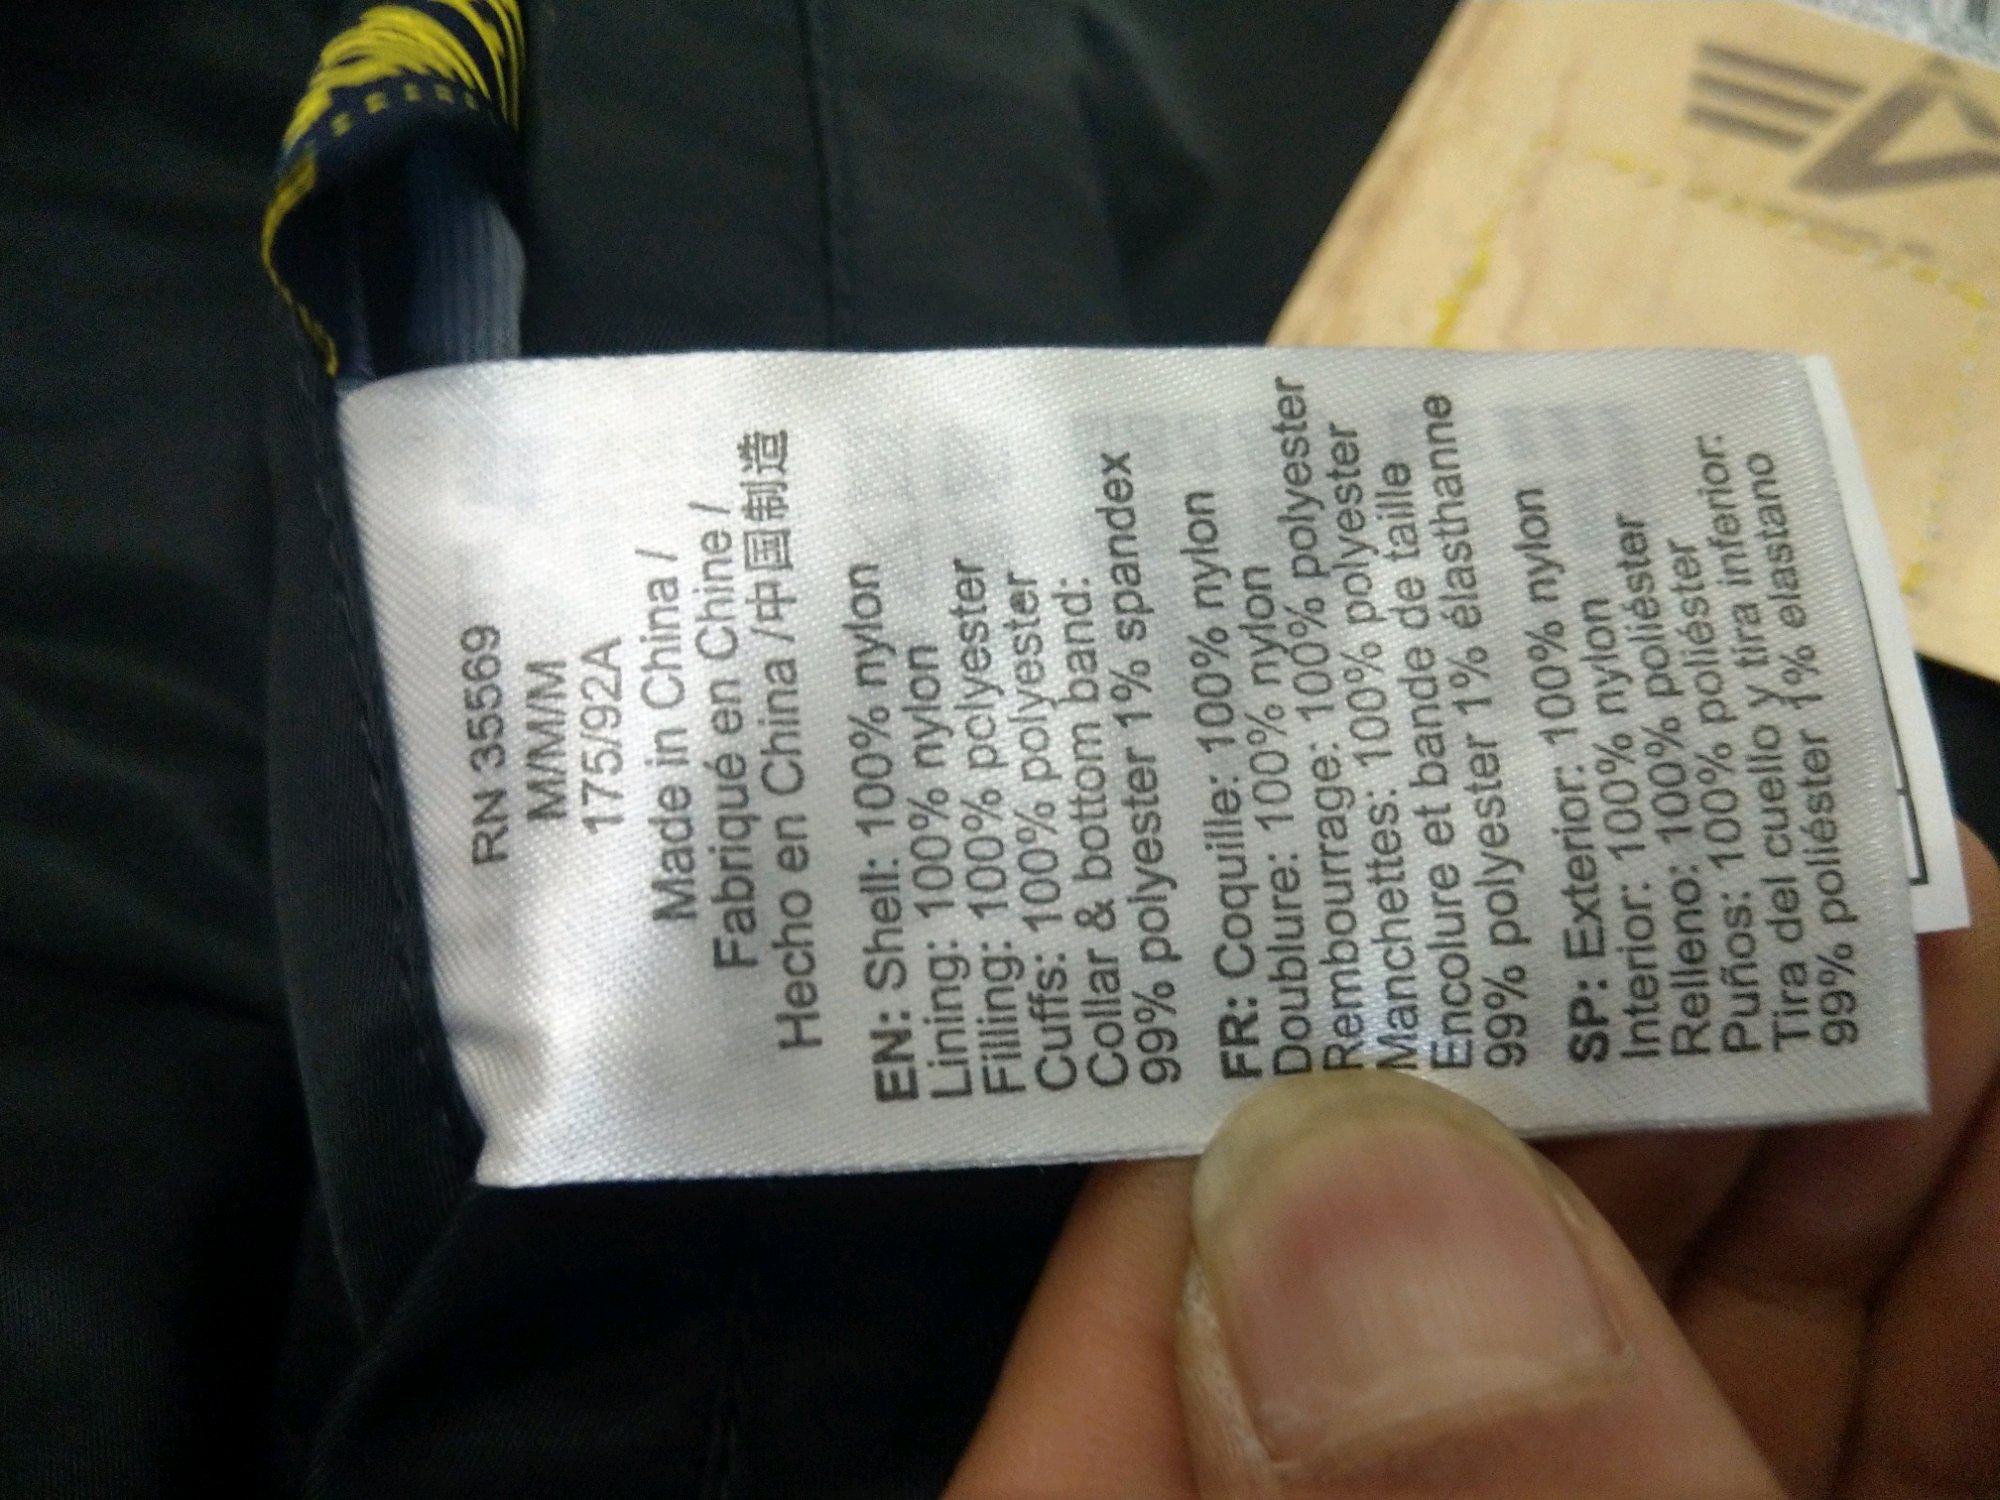 RN 35569
M/M/M
175/92A
Made in China /
Fabriqué en Chine /
Hecho en China /中国制造
EN: Shell: 100% nylon
Lining: 100% nylon
Filling: 100% polyester
Cuffs: 100% polyester
Collar & bottom band:
99% polyester 1% spandex
FR: Coquille: 100% nylon
Doublure: 100% nylon
Rembourrage: 100% polyester
Manchettes: 100% polyester
Encolure et bande de taille
99% polyester 1% élasthanne
SP: Exterior: 100% nylon
Interior: 100% nylon
Relleno: 100% poliéster
Puños: 100% poliéster
Tira del cuello y tira inferior:
99% poliéster 1% elastano